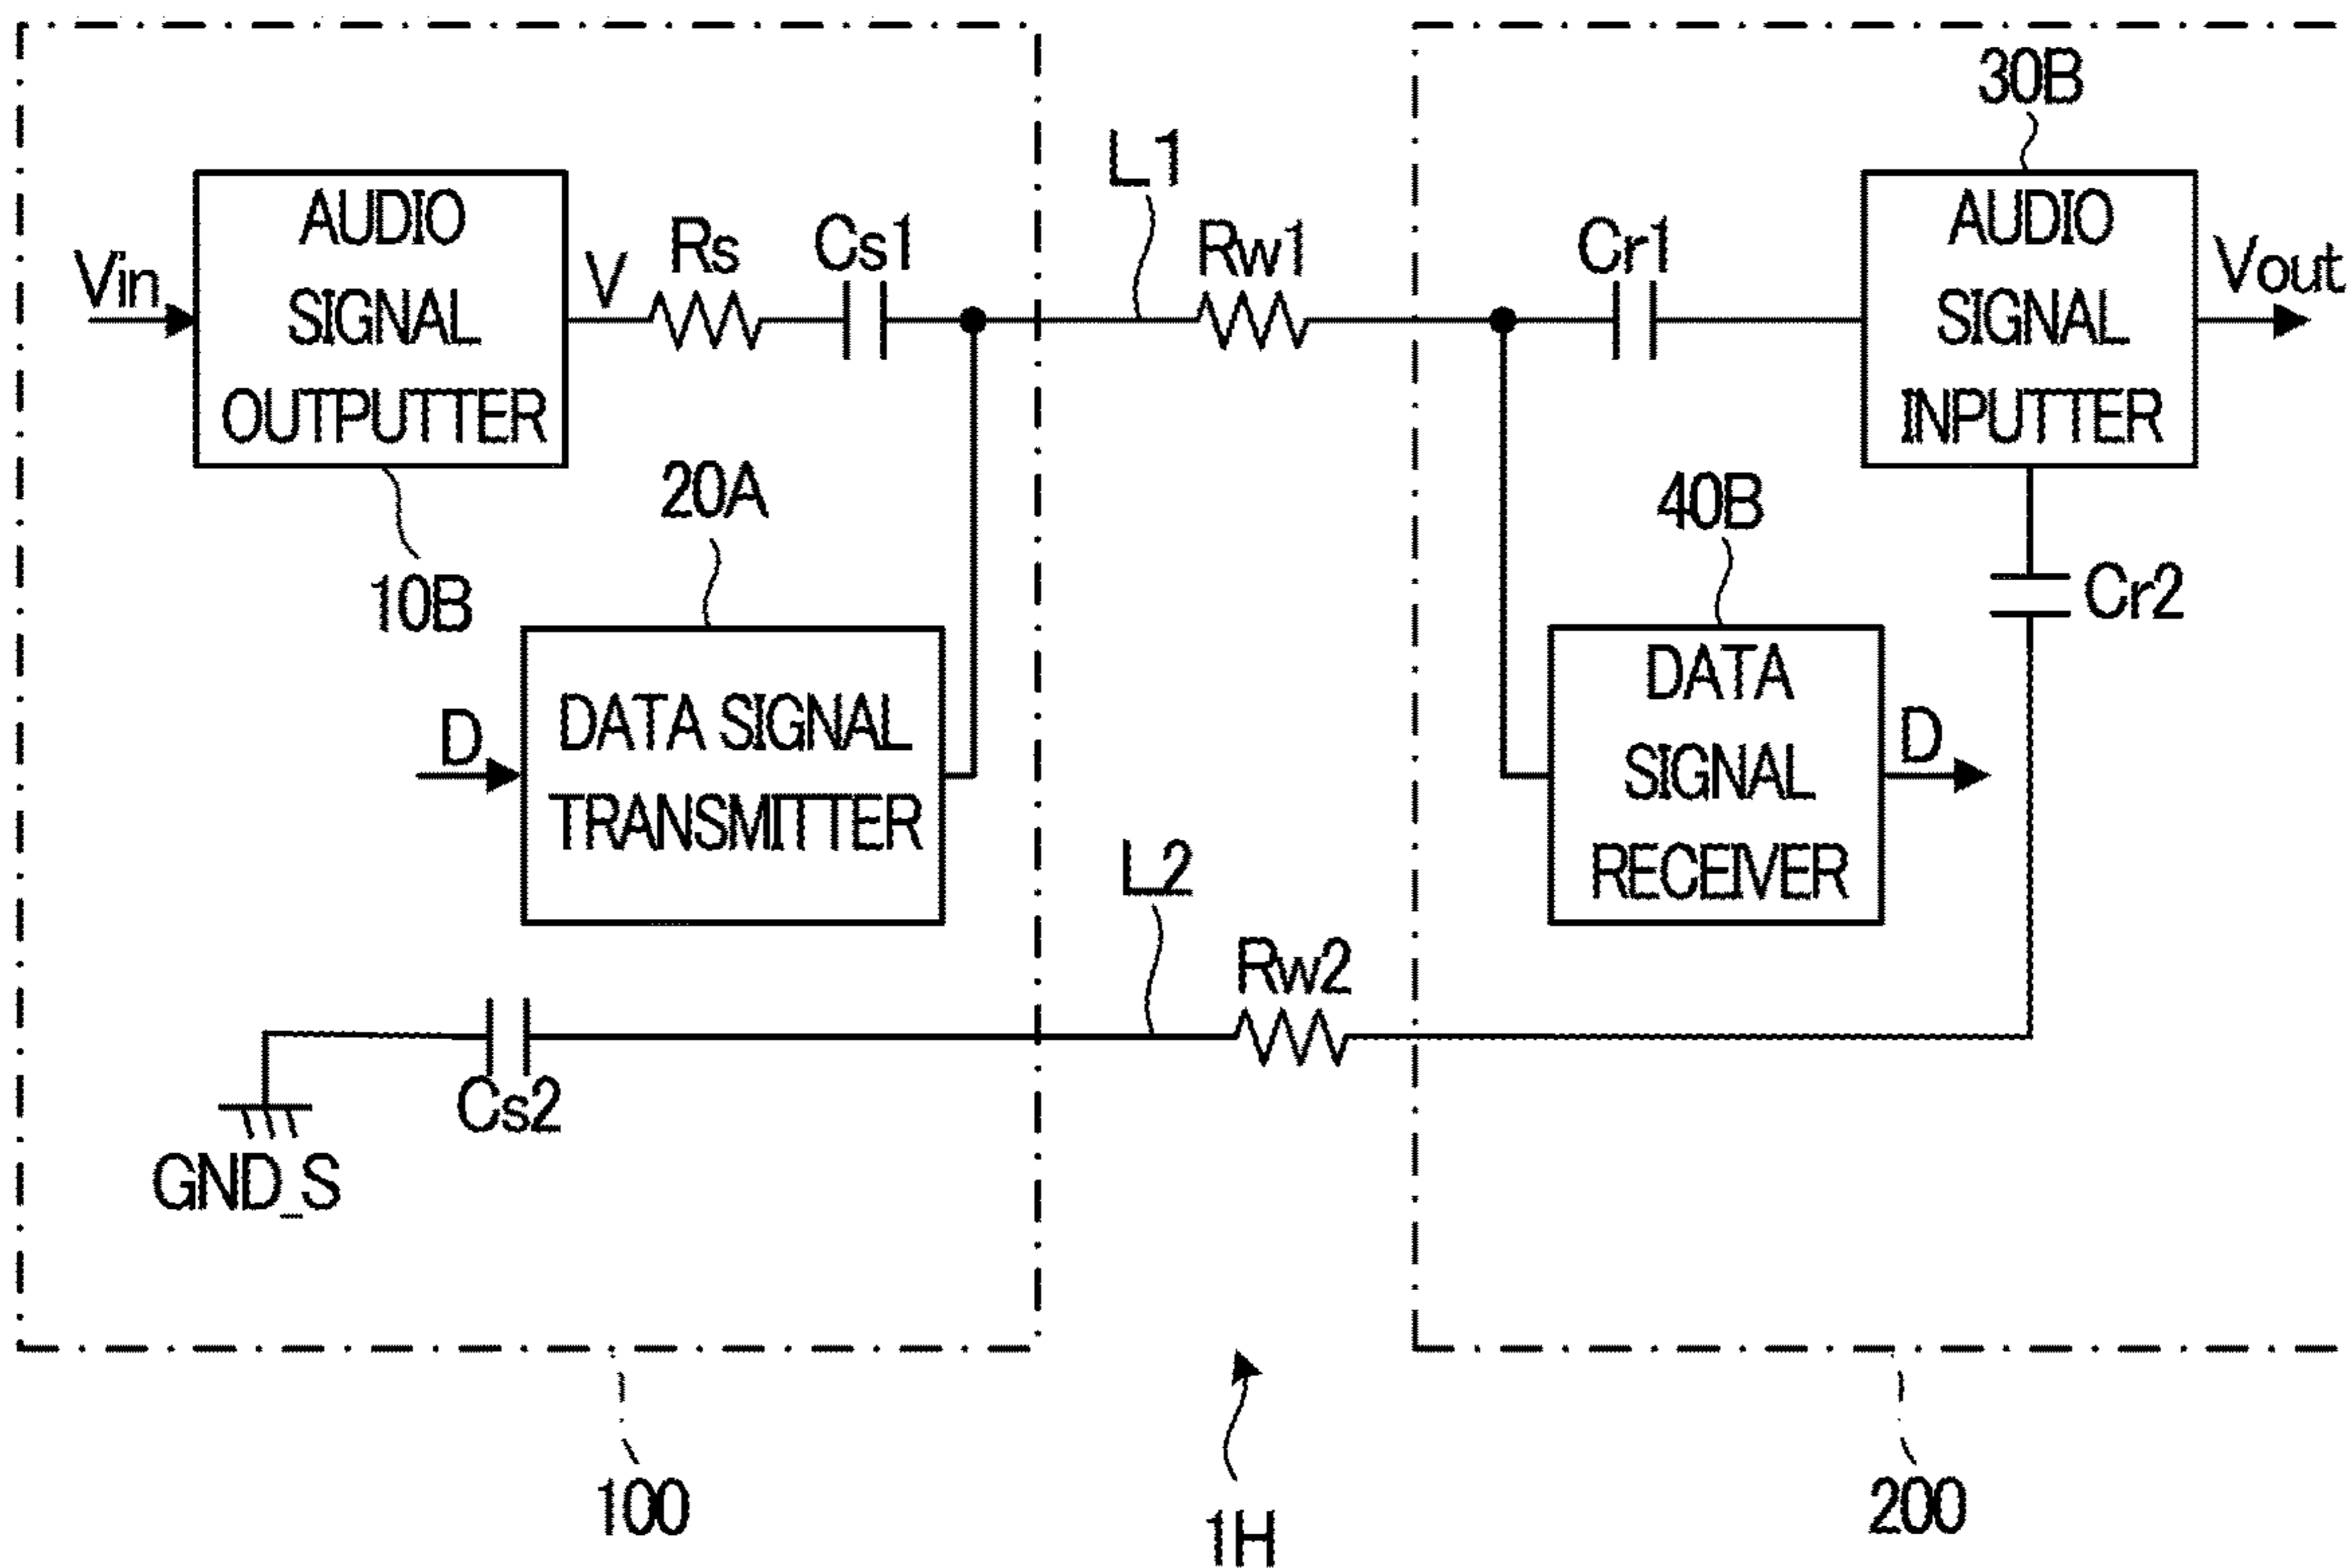 30B
L1
AUDIO
SIGNAL
OUTPUTTER
Vin
V
Rs
Cs1
Rw1
Cr1
AUDIO
SIGNAL
INPUTTER
Vout
10B
20A
40B
Cr2
D
DATA SIGNAL
TRANSMITTER
DATA
SIGNAL
RECEIVER
D
L2
Rw2
Cs2
GND_S
100
1H
200